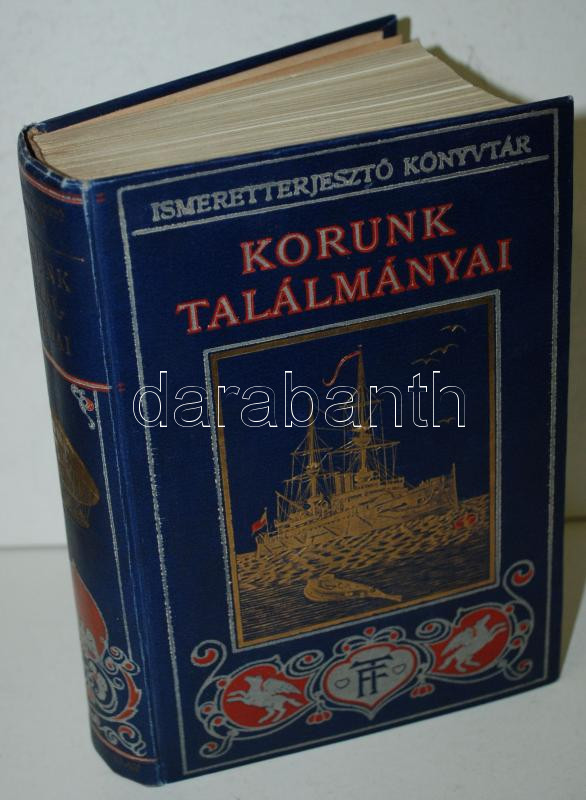 ISMERETTERJESZTŐ KÖNYVTÁR
KORUNK
TALÁLMÁNYAI
darabanth